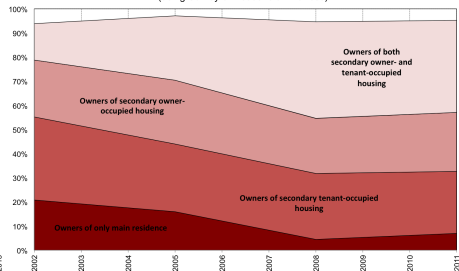 100%
90%
80%
70%
60%
50%
40%
30%
20%
10%
0%
Owners of both
secondary owner- and
tenant-occupied
housing
Owners of secondary owner-
occupied housing
Owners of secondary tenant-occupied
housing
Owners of only main residence
2002
2003
2004
2005
2006
2007
2008
2009
2010
2011